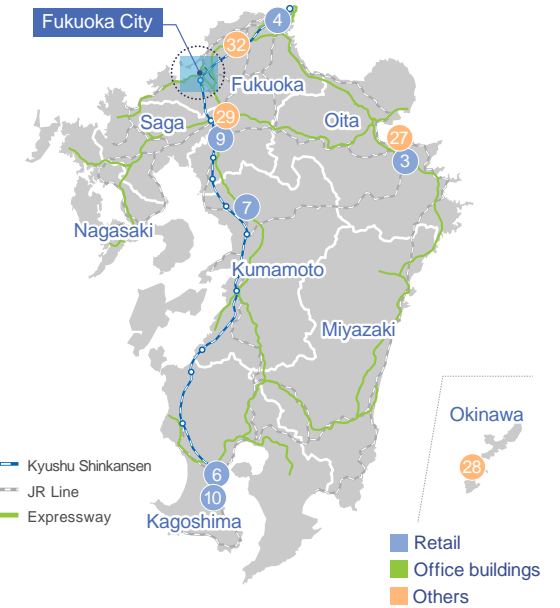 Fukuoka City
4
32
Fukuoka
Saga
29
9
Oita
27
3
7
Nagasaki
Kumamoto
Miyazaki
Okinawa
28
Kyushu Shinkansen
JR Line
Expressway
6
10
Kagoshima
Retail
Office buildings
Others